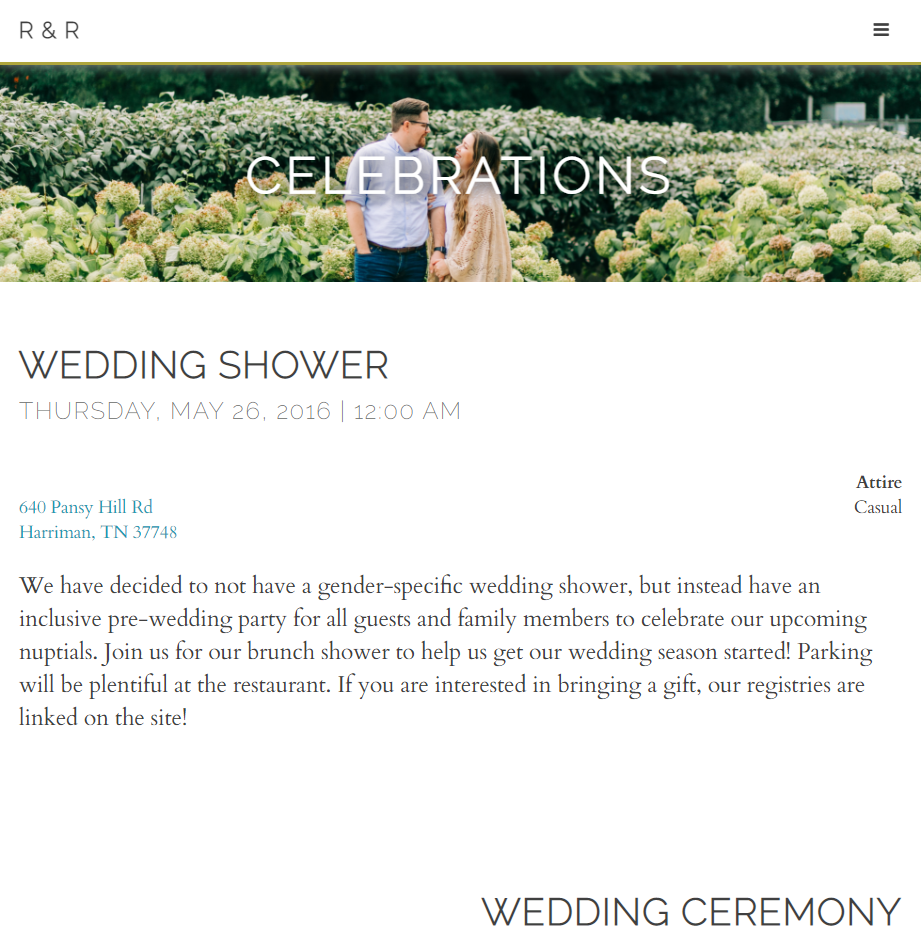 R & R
CELEBRATIONS
WEDDING SHOWER
THURSDAY, MAY 26, 2016 | 12:00 AM
Attire
640 Pansy Hill Rd
Casual
Harriman, TN 37748
We have decided to not have a gender-specific wedding shower, but instead have an
inclusive pre-wedding party for all guests and family members to celebrate our upcoming
nuptials. Join us for our brunch shower to help us get our wedding season started! Parking
will be plentiful at the restaurant. If you are interested in bringing a gift, our registries are
linked on the site!
WEDDING CEREMONY